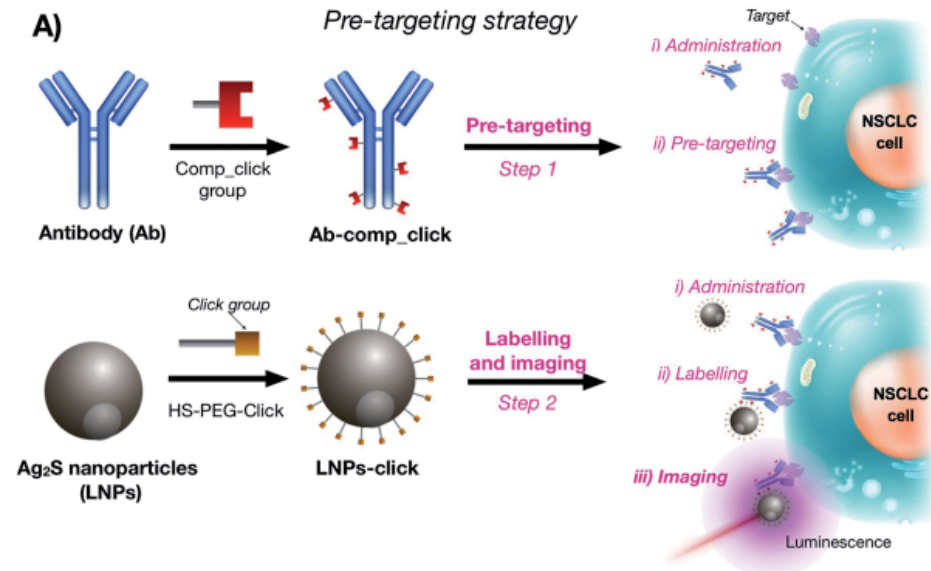 A)
Pre-targeting strategy
Target
i) Administration
Comp_click
group
Pre-targeting
Step 1
ii) Pre-targeting
NSCLC
cell
Antibody (Ab)
Ab-comp_click
Click group
HS-PEG-Click
Labelling
and imaging
Step 2
i) Administration
ii) Labelling
NSCLC
cell
Ag₂S nanoparticles
(LNPs)
LNPs-click
iii) Imaging
Luminescence